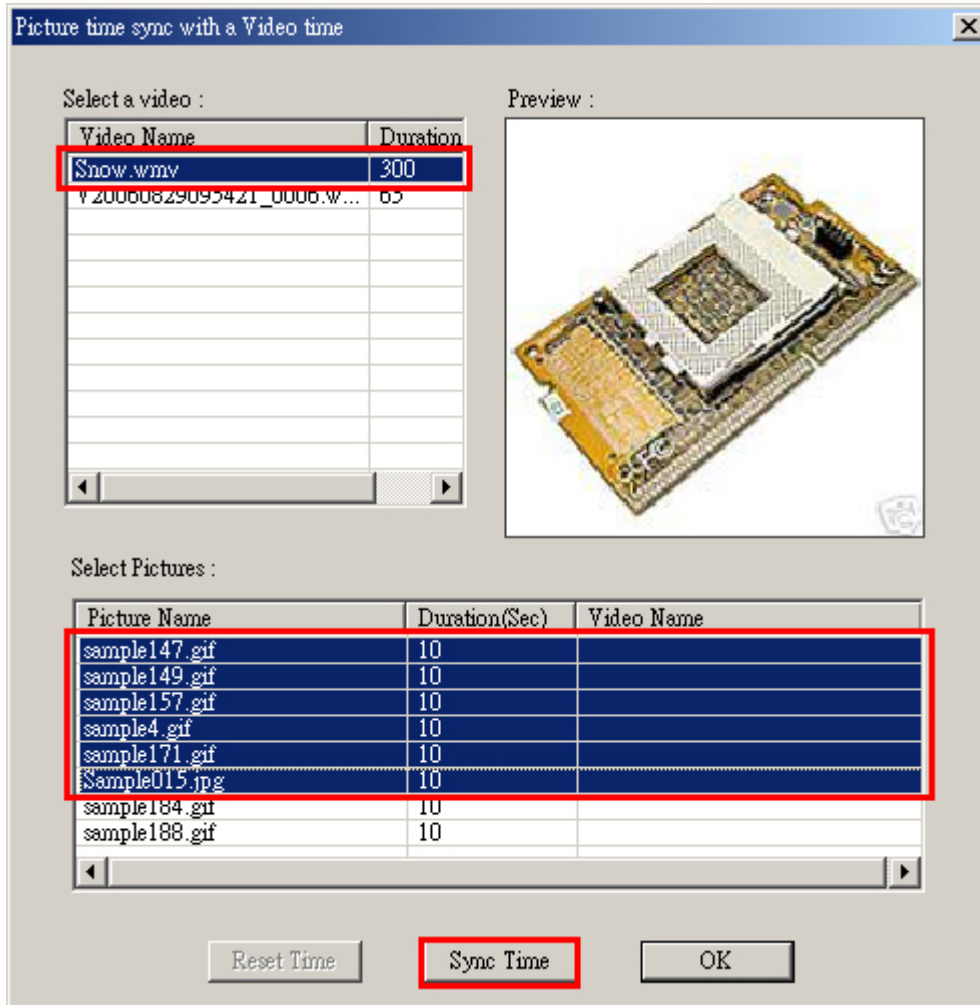 Picture time sync with a Video time
Select a video :
Preview :
Video Name Duration
Snow.wmv 300
V20060829095421_0006.w... 65
Select Pictures :
Picture Name Duration(Sec) Video Name
sample147.gif 10
sample149.gif 10
sample157.gif 10
sample4.gif 10
sample171.gif 10
Sample015.jpg 10
sample184.gif 10
sample188.gif 10
Reset Time Sync Time OK